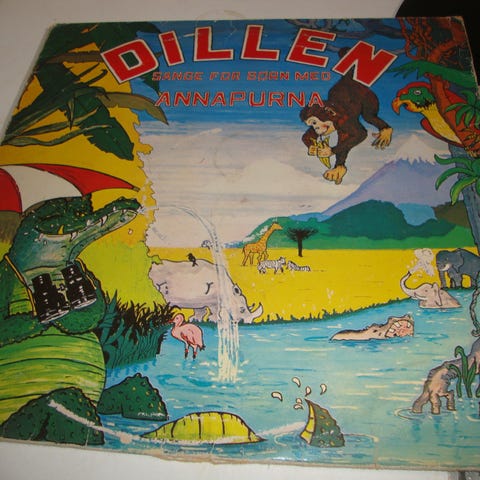 DILLEN
SANGE FOR BØRN MED
ANNAPURNA